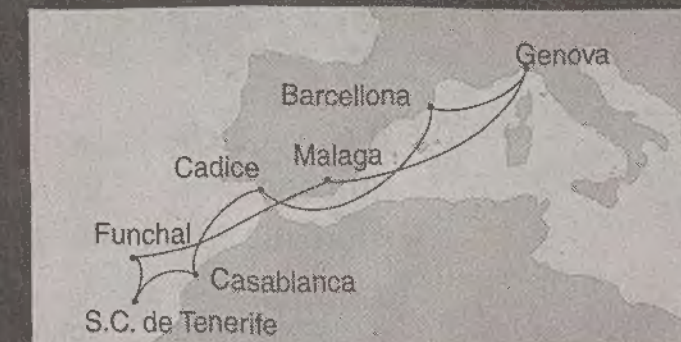 Genova
Barcellona
Malaga
Cadice
Funchal
Casablanca
S.C. de Tenerife